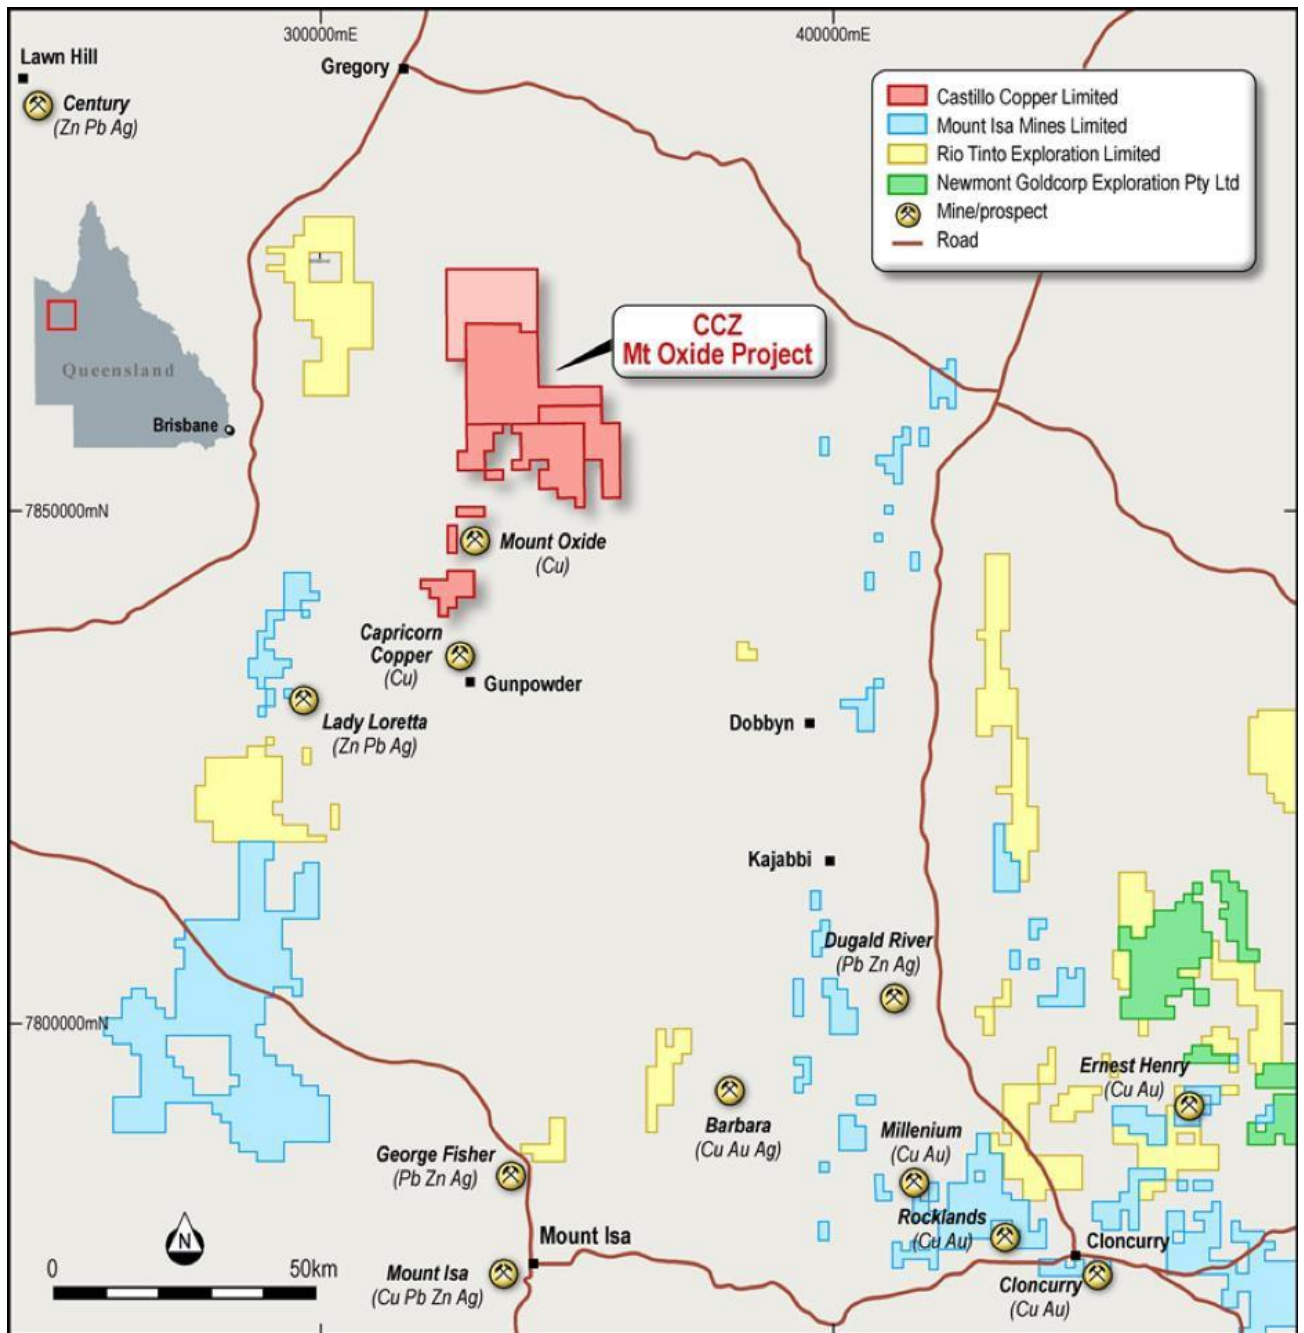 300000mE
400000mE
Lawn Hill
Century
(Zn Pb Ag)
Gregory
Castillo Copper Limited
Mount Isa Mines Limited
Rio Tinto Exploration Limited
Newmont Goldcorp Exploration Pty Ltd
Mine/prospect
Road
Queensland
Brisbane
CCZ
Mt Oxide Project
7850000mN
Mount Oxide
(Cu)
Capricorn
Copper
(Cu)
Gunpowder
Lady Loretta
(Zn Pb Ag)
Dobbyn
Kajabbi
Dugald River
(Pb Zn Ag)
7800000mN
Ernest Henry
(Cu Au)
Barbara
(Cu Au Ag)
Millenium
(Cu Au)
George Fisher
(Pb Zn Ag)
Rocklands
(Cu Au)
N
Mount Isa
Cloncurry
0 50km
Mount Isa
(Cu Pb Zn Ag)
Cloncurry
(Cu Au)